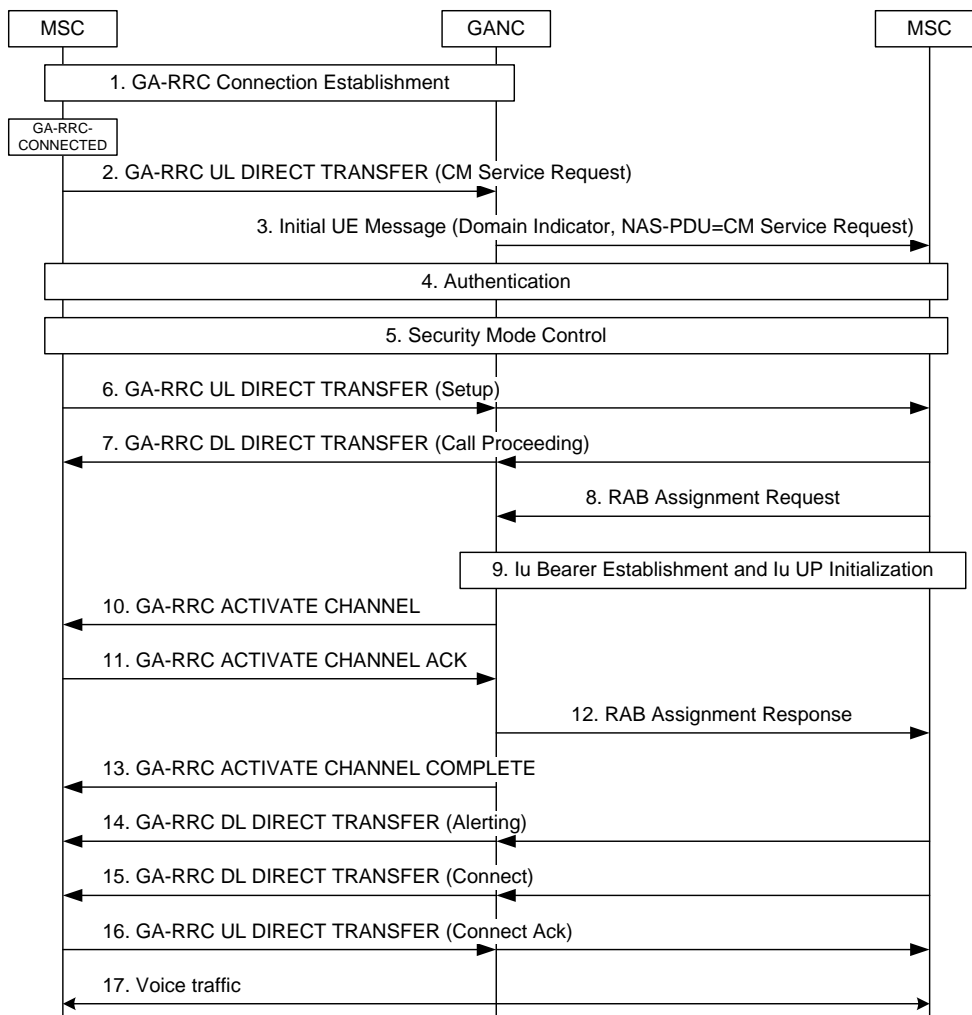 MSC
GANC
MSC
1. GA-RRC Connection Establishment
GA-RRC-
CONNECTED
2. GA-RRC UL DIRECT TRANSFER (CM Service Request)
3. Initial UE Message (Domain Indicator, NAS-PDU=CM Service Request)
4. Authentication
5. Security Mode Control
6. GA-RRC UL DIRECT TRANSFER (Setup)
7. GA-RRC DL DIRECT TRANSFER (Call Proceeding)
8. RAB Assignment Request
9. Iu Bearer Establishment and Iu UP Initialization
10. GA-RRC ACTIVATE CHANNEL
11. GA-RRC ACTIVATE CHANNEL ACK
12. RAB Assignment Response
13. GA-RRC ACTIVATE CHANNEL COMPLETE
14. GA-RRC DL DIRECT TRANSFER (Alerting)
15. GA-RRC DL DIRECT TRANSFER (Connect)
16. GA-RRC UL DIRECT TRANSFER (Connect Ack)
17. Voice traffic